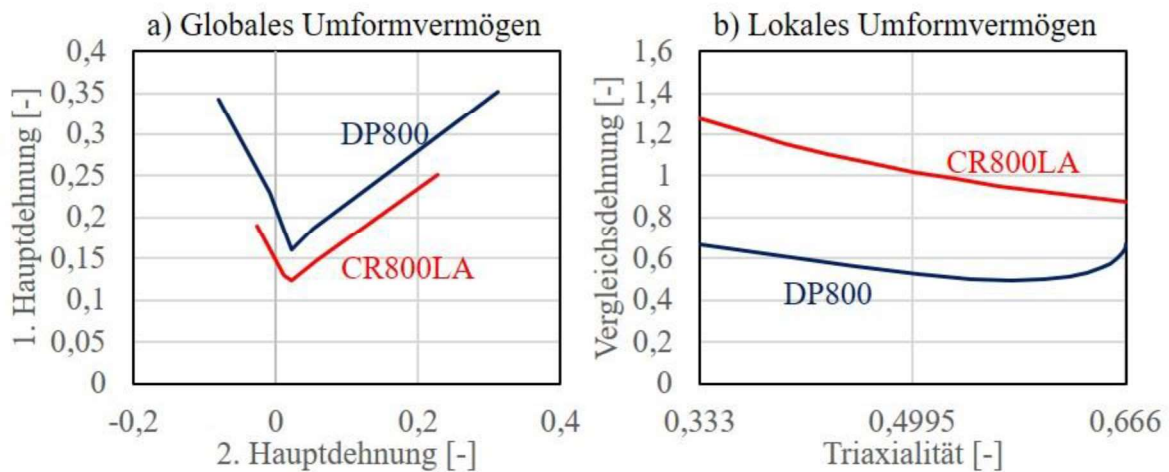 a) Globales Umformvermögen
0,4
0,35
0,3
0,25
0,2
0,15
0,1
0,05
0
1. Hauptdehnung [-]
DP800
CR800LA
-0,2
0
0,2
0,4
2. Hauptdehnung [-]
b) Lokales Umformvermögen
1,6
1,4
1,2
1
0,8
0,6
0,4
0,2
0
Vergleichsdehnung [-]
CR800LA
DP800
0,333
0,4995
0,666
Triaxialität [-]